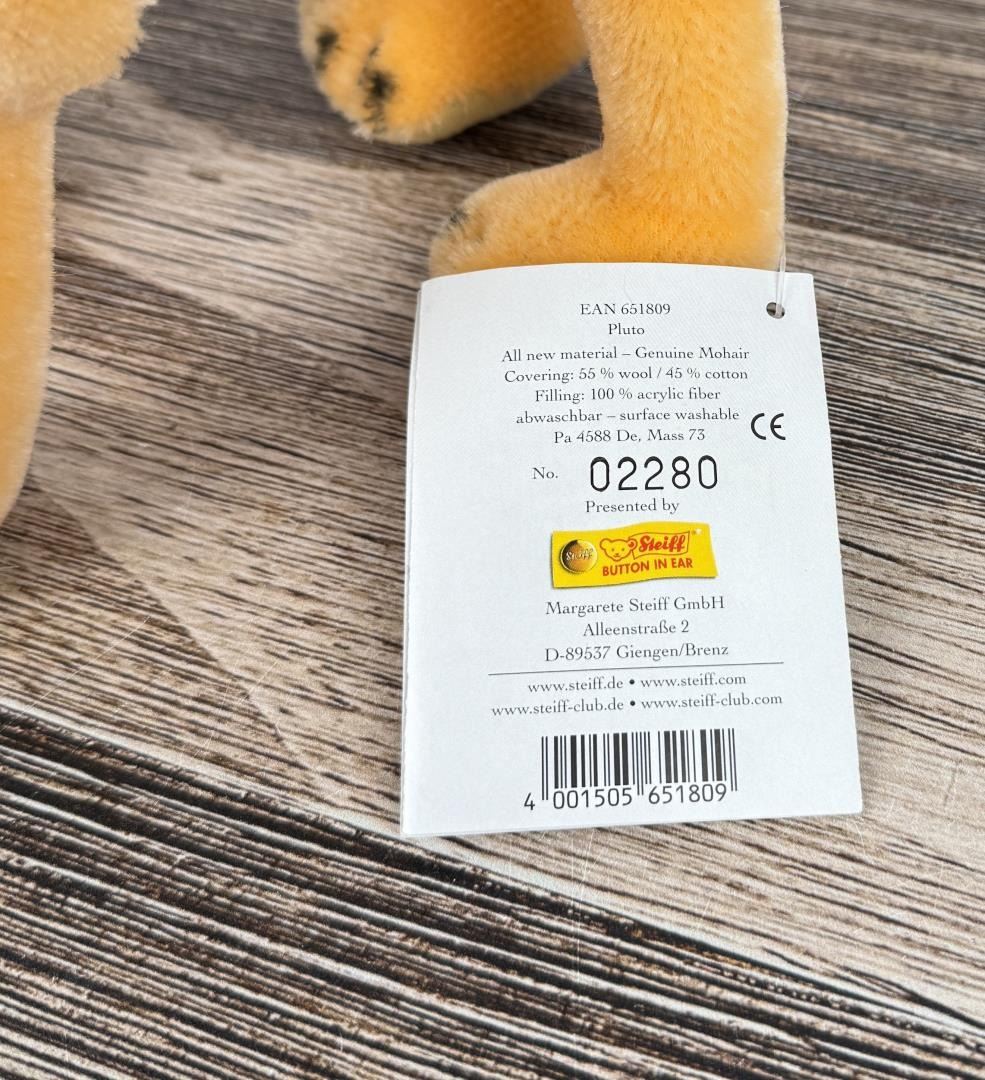 EAN 651809
Pluto
All new material – Genuine Mohair
Covering: 55 % wool / 45 % cotton
Filling: 100 % acrylic fiber
abwaschbar – surface washable
Pa 4588 De, Mass 73
CE
No. 02280
Presented by
Steiff
Steiff
BUTTON IN EAR
Margarete Steiff GmbH
Alleenstraße 2
D-89537 Giengen/Brenz
www.steiff.de • www.steiff.com
www.steiff-club.de • www.steiff-club.com
4 001505 651809